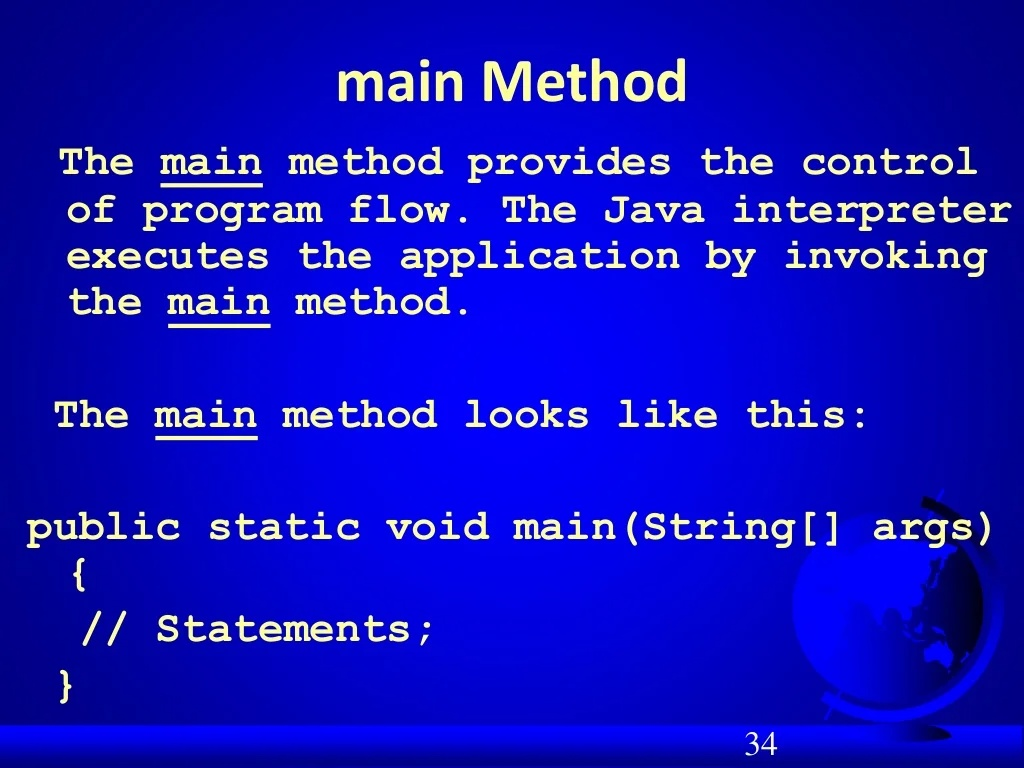 main Method
The main method provides the control
of program flow. The Java interpreter
executes the application by invoking
the main method.
The main method looks like this:
public static void main(String[] args)
{
// Statements;
}
34